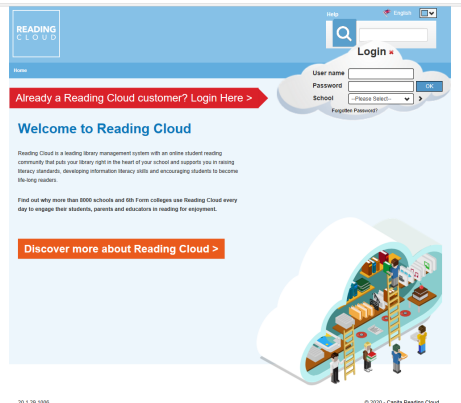 READING
CLOUD
Help
English
Login
Home
User name
Password
OK
School
--Please Select--
>
Forgotten Password?
Already a Reading Cloud customer? Login Here >
Welcome to Reading Cloud
Reading Cloud is a leading library management system with an online student reading
community that puts your library right in the heart of your school and supports you in raising
literacy standards, developing information literacy skills and encouraging students to become
life-long readers.
Find out why more than 8000 schools and 6th Form colleges use Reading Cloud every
day to engage their students, parents and educators in reading for enjoyment.
Discover more about Reading Cloud >
© 2020 - Capita Reading Cloud